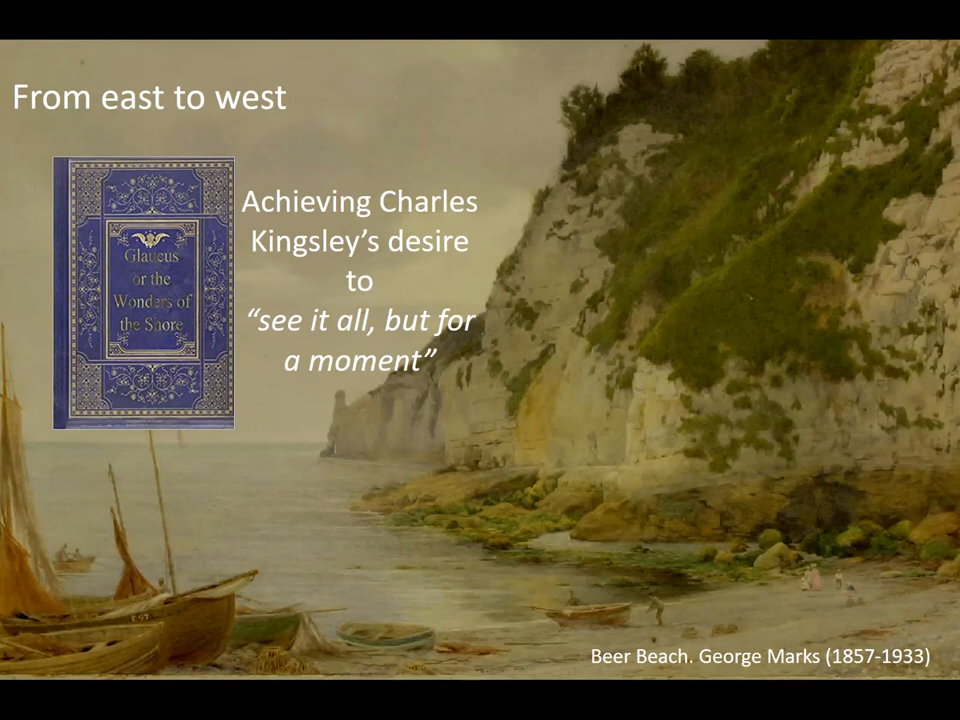 From east to west
Glaucus
or the
Wonders of
the Shore
Achieving Charles
Kingsley’s desire
to
“see it all, but for
a moment”
Beer Beach. George Marks (1857-1933)